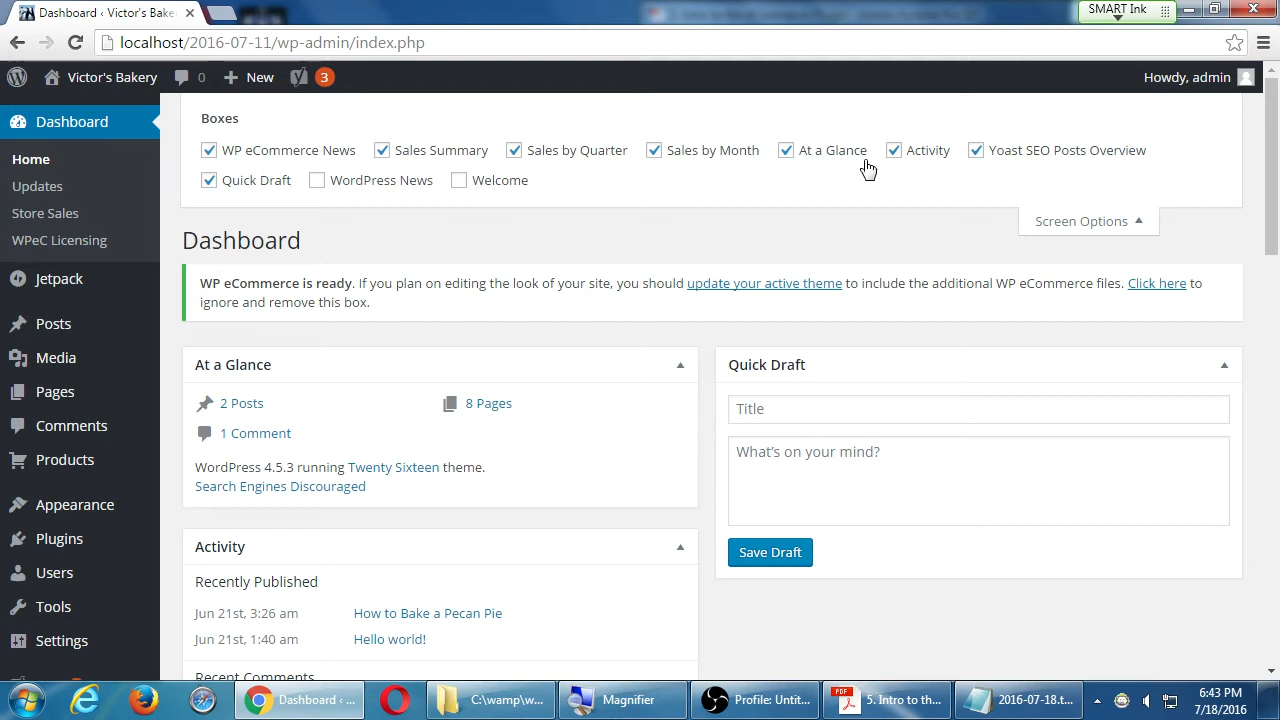 Dashboard ‹ Victor's Bake
SMART Ink
localhost/2016-07-11/wp-admin/index.php
Victor's Bakery 0 New 3 Howdy, admin
Dashboard
Home
Updates
Store Sales
WPeC Licensing
Jetpack
Posts
Media
Pages
Comments
Products
Appearance
Plugins
Users
Tools
Settings
Boxes
WP eCommerce News Sales Summary Sales by Quarter Sales by Month At a Glance Activity Yoast SEO Posts Overview
Quick Draft WordPress News Welcome
Screen Options
Dashboard
WP eCommerce is ready. If you plan on editing the look of your site, you should update your active theme to include the additional WP eCommerce files. Click here to
ignore and remove this box.
At a Glance
2 Posts 8 Pages
1 Comment
WordPress 4.5.3 running Twenty Sixteen theme.
Search Engines Discouraged
Activity
Recently Published
Jun 21st, 3:26 am How to Bake a Pecan Pie
Jun 21st, 1:40 am Hello world!
Recent Comments
Quick Draft
Title
What's on your mind?
Save Draft
Dashboard ‹ ... C:\wamp\w... Magnifier Profile: Untit... 5. Intro to th... 2016-07-18.t...
6:43 PM
7/18/2016